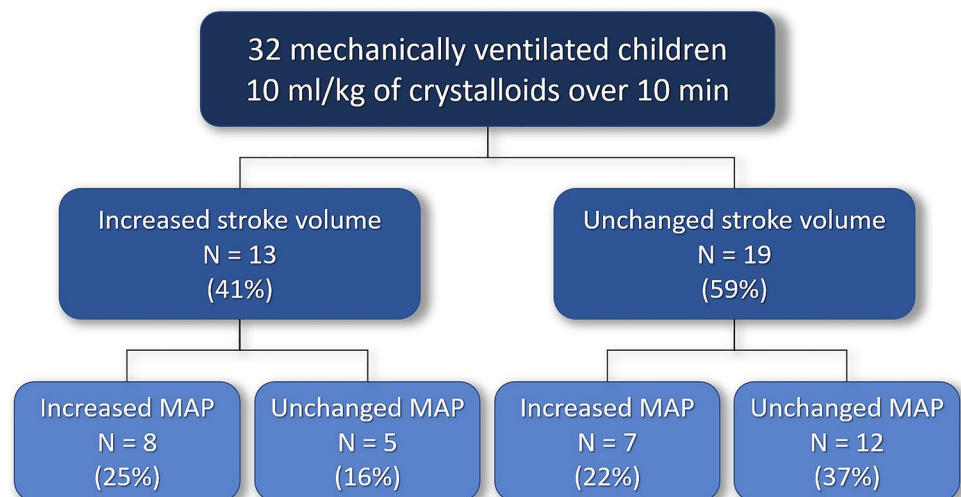 32 mechanically ventilated children
10 ml/kg of crystalloids over 10 min
Increased stroke volume
N = 13
(41%)
Unchanged stroke volume
N = 19
(59%)
Increased MAP
N = 8
(25%)
Unchanged MAP
N = 5
(16%)
Increased MAP
N = 7
(22%)
Unchanged MAP
N = 12
(37%)